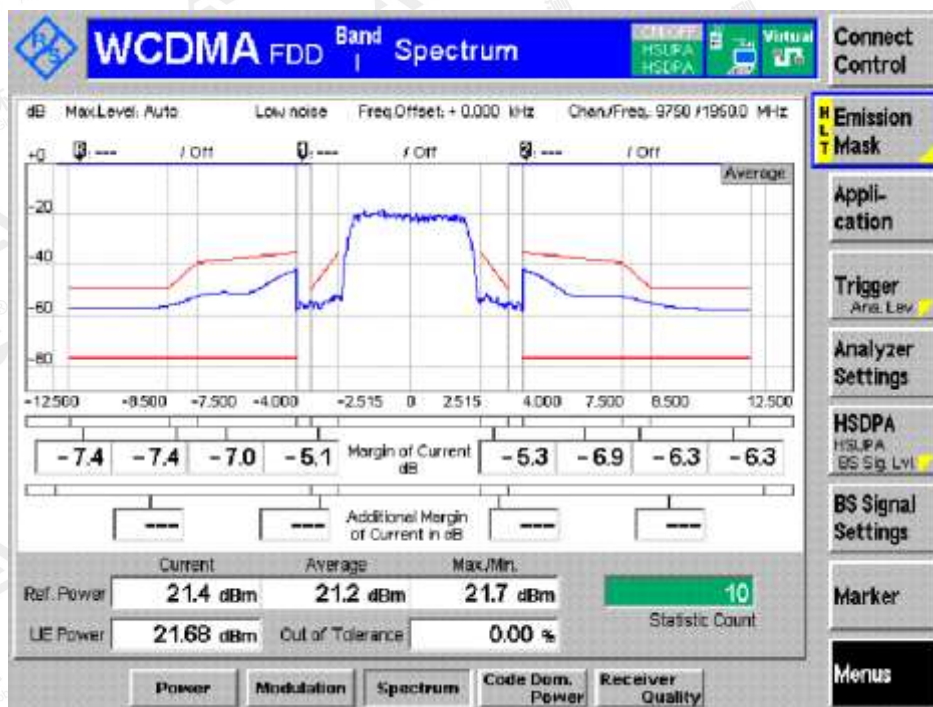 R S
WCDMA FDD Band I Spectrum
HSUPA
HSDPA
Virtual
Connect Control
dB Max.Level: Auto Low noise Freq.Offset: + 0.000 kHz Chan./Freq.: 9750 /1950.0 MHz
H L T
Emission Mask
+0 --- / Off 1: --- / Off 2: --- / Off
Average
-20
-40
-60
-80
Appli-cation
Trigger
Ana. Lev.
Analyzer Settings
-12.500 -8.500 -7.500 -4.000 -2.515 0 2.515 4.000 7.500 8.500 12.500
HSDPA
HSUPA
BS Sig. Lvl.
-7.4 -7.4 -7.0 -5.1 Margin of Current dB -5.3 -6.9 -6.3 -6.3
--- --- Additional Margin of Current in dB --- ---
BS Signal Settings
Current Average Max./Min.
Ref. Power 21.4 dBm 21.2 dBm 21.7 dBm 10
Statistic Count
UE Power 21.68 dBm Out of Tolerance 0.00 %
Marker
Menus
Power Modulation Spectrum Code Dom. Power Receiver Quality